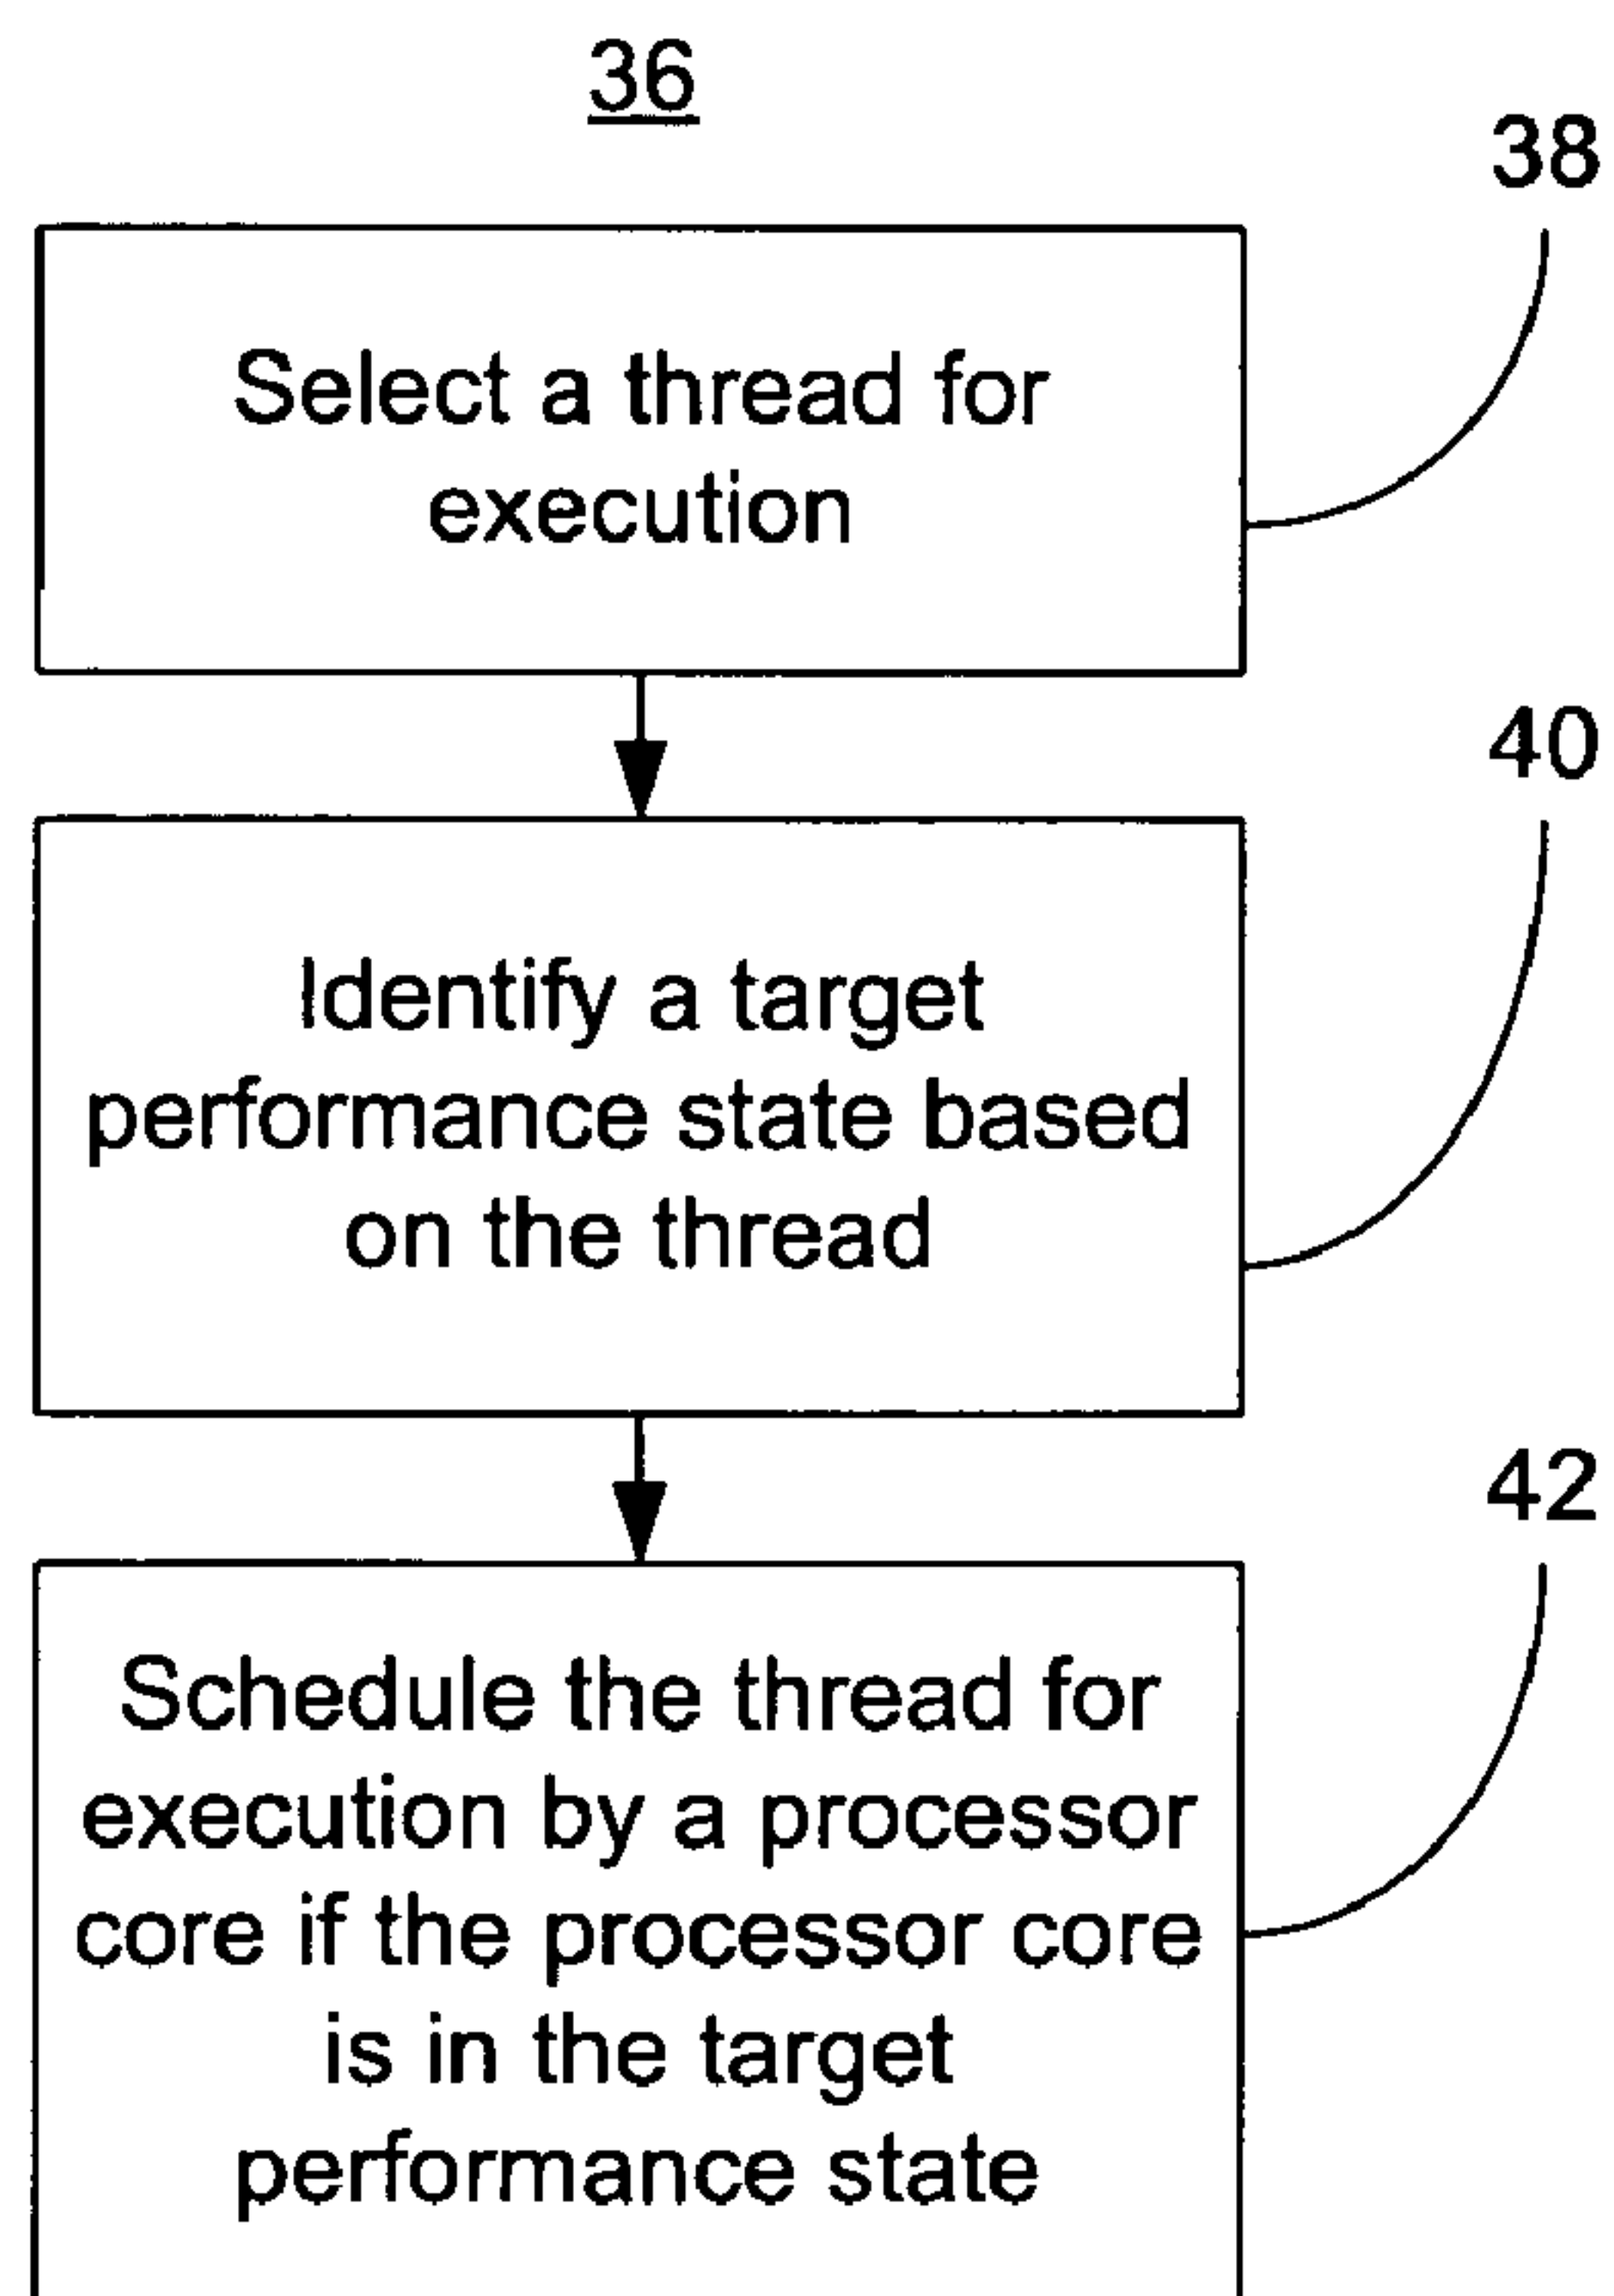 36
38
Select a thread for
execution
40
Identify a target
performance state based
on the thread
42
Schedule the thread for
execution by a processor
core if the processor core
is in the target
performance state